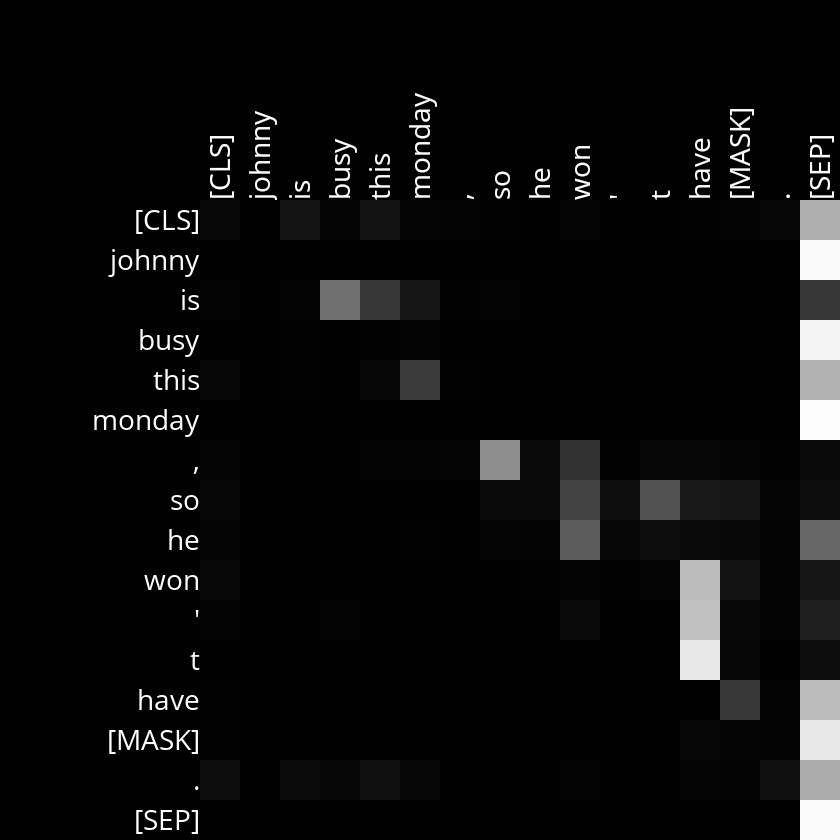 [CLS] johnny is busy this monday , so he won ' t have [MASK] . [SEP]
[CLS]
johnny
is
busy
this
monday
,
so
he
won
'
t
have
[MASK]
.
[SEP]